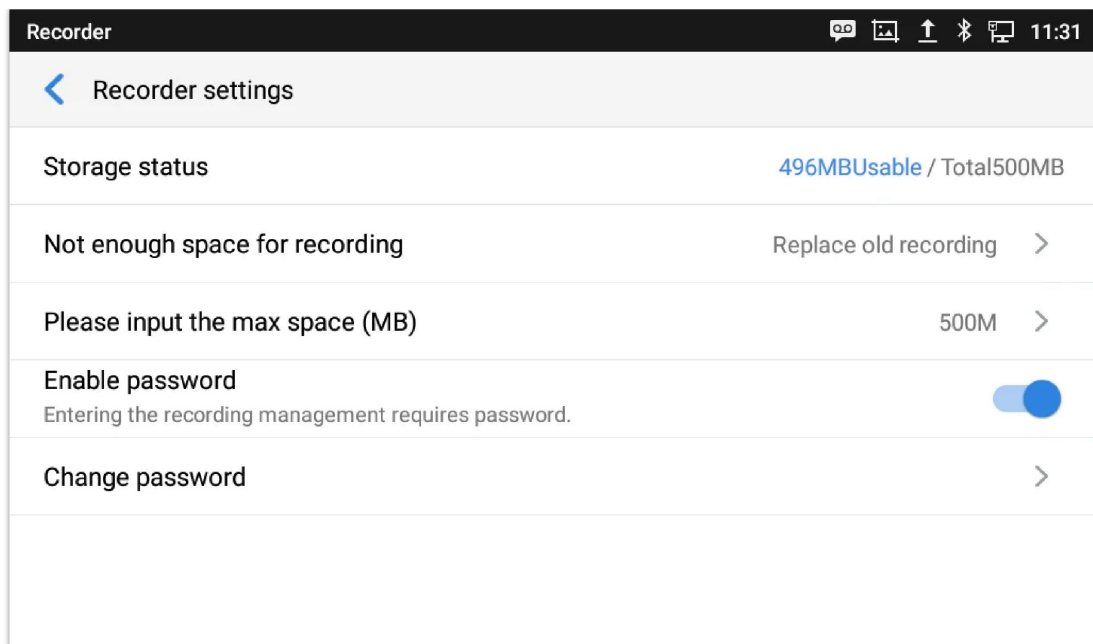 Recorder 11:31
Recorder settings
Storage status 496MBUsable / Total500MB
Not enough space for recording Replace old recording
Please input the max space (MB) 500M
Enable password
Entering the recording management requires password.
Change password